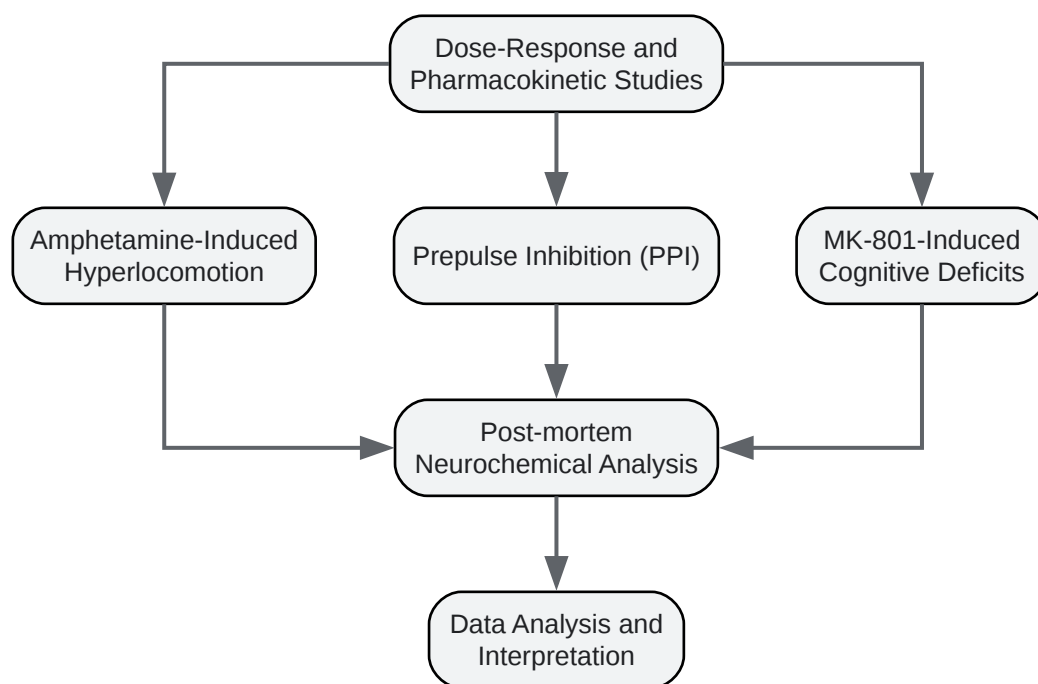 Dose-Response and
Pharmacokinetic Studies
Amphetamine-Induced
Hyperlocomotion
Prepulse Inhibition (PPI)
MK-801-Induced
Cognitive Deficits
Post-mortem
Neurochemical Analysis
Data Analysis and
Interpretation